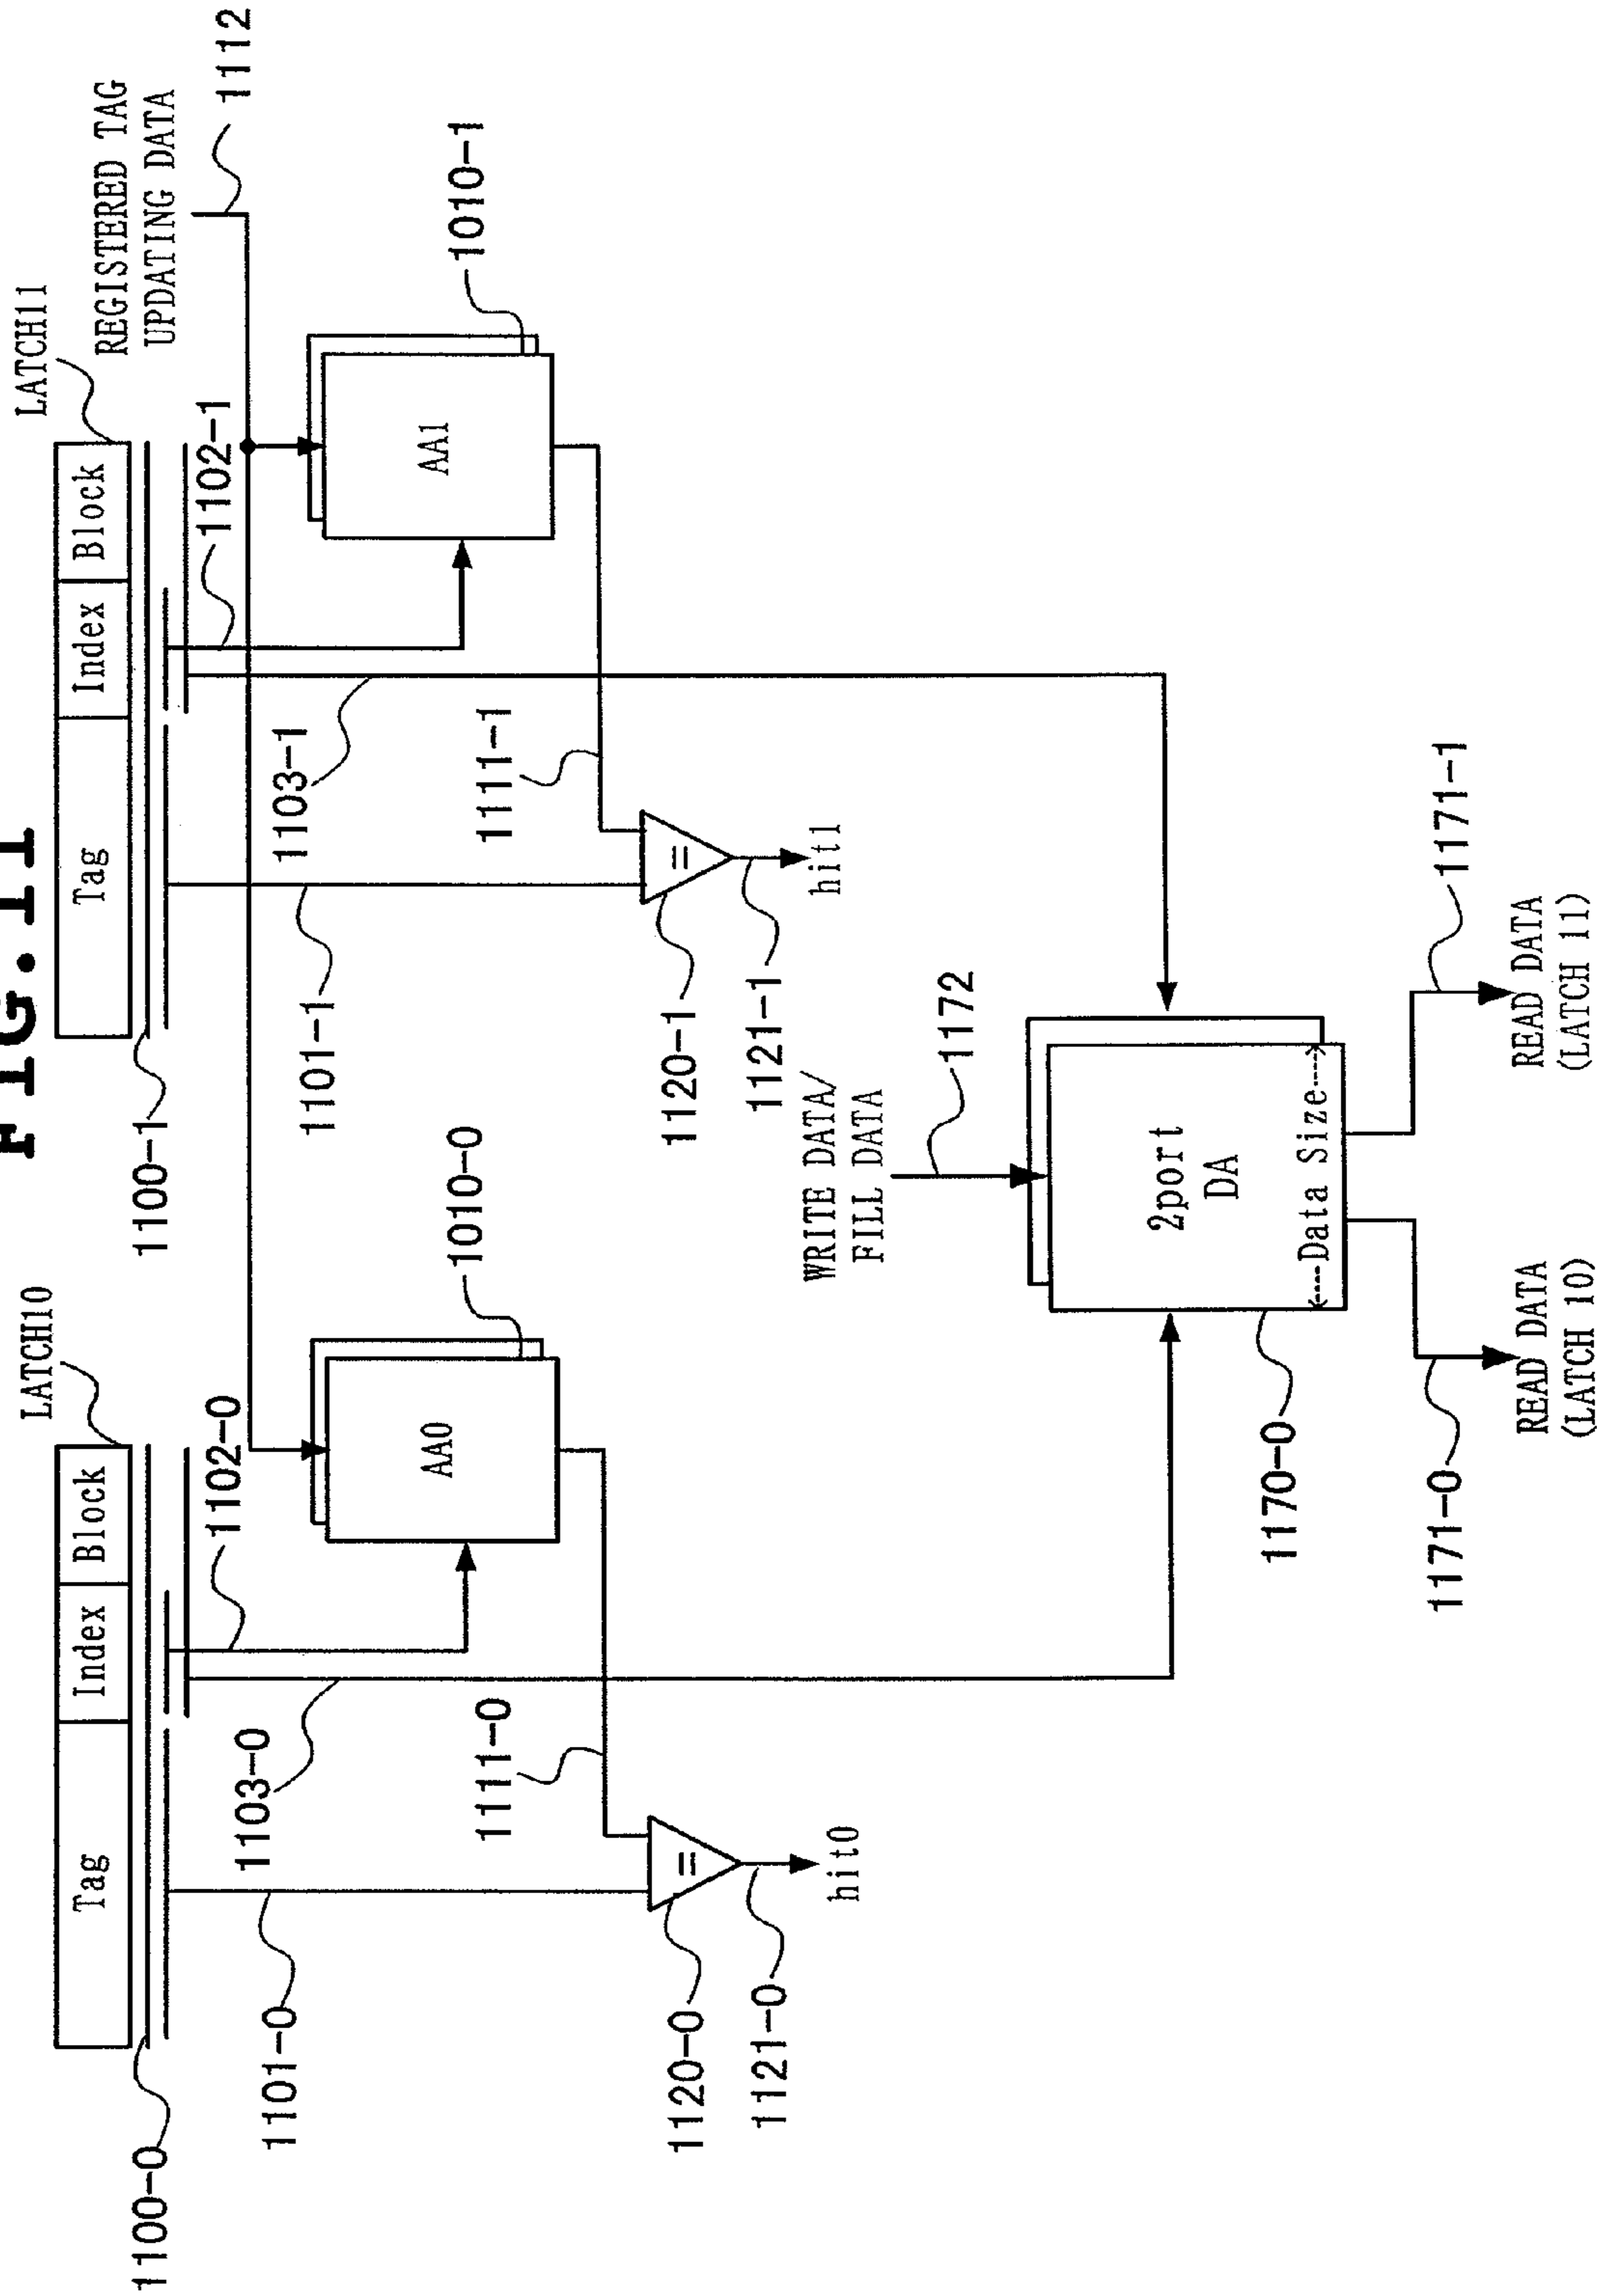 FIG.11
LATCH10
LATCH11
Tag
Index
Block
Tag
Index
Block
REGISTERED TAG
UPDATING DATA
1112
1100-0
1100-1
1101-0
1103-0
1102-0
1101-1
1103-1
1102-1
AA0
1010-0
AA1
1010-1
1111-0
1111-1
=
=
1120-0
1120-1
1121-0
1121-1
hit0
hit1
WRITE DATA/
FILL DATA
1172
2port
DA
<----Data Size---->
1170-0
1171-0
1171-1
READ DATA
(LATCH 10)
READ DATA
(LATCH 11)